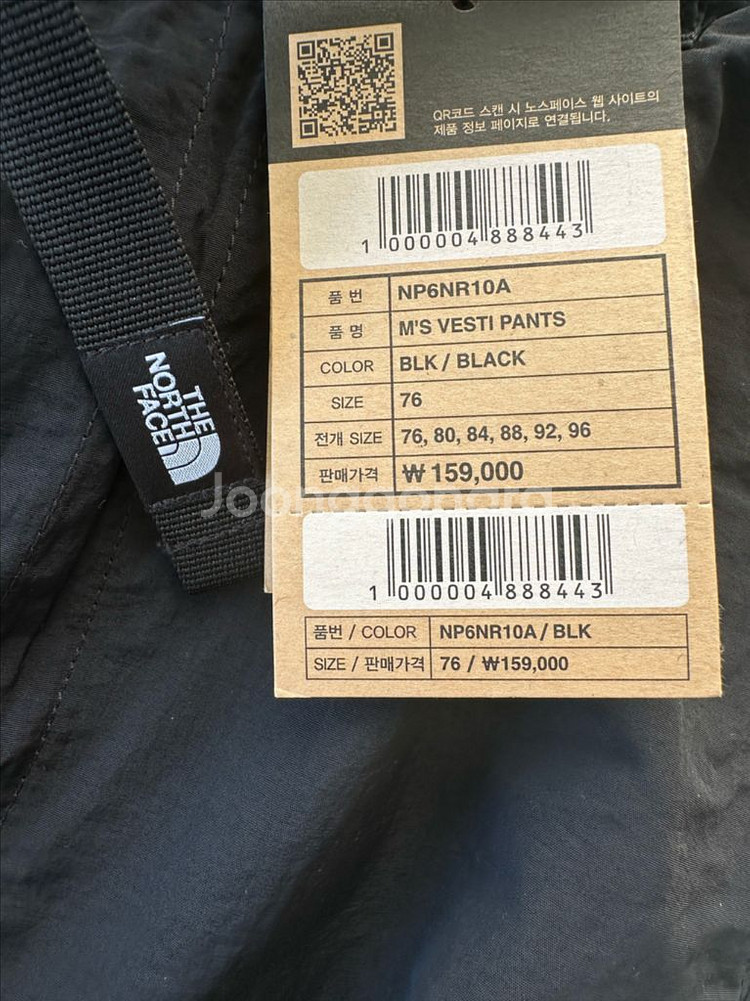 QR코드 스캔 시 노스페이스 웹 사이트의
제품 정보 페이지로 연결됩니다.
1 000004 888443
품 번 NP6NR10A
품 명 M'S VESTI PANTS
COLOR BLK / BLACK
SIZE 76
전개 SIZE 76, 80, 84, 88, 92, 96
판매가격 ₩159,000
THE
NORTH
FACE
Joonggonara
1 000004 888443
품번 / COLOR NP6NR10A / BLK
SIZE / 판매가격 76 / ₩159,000